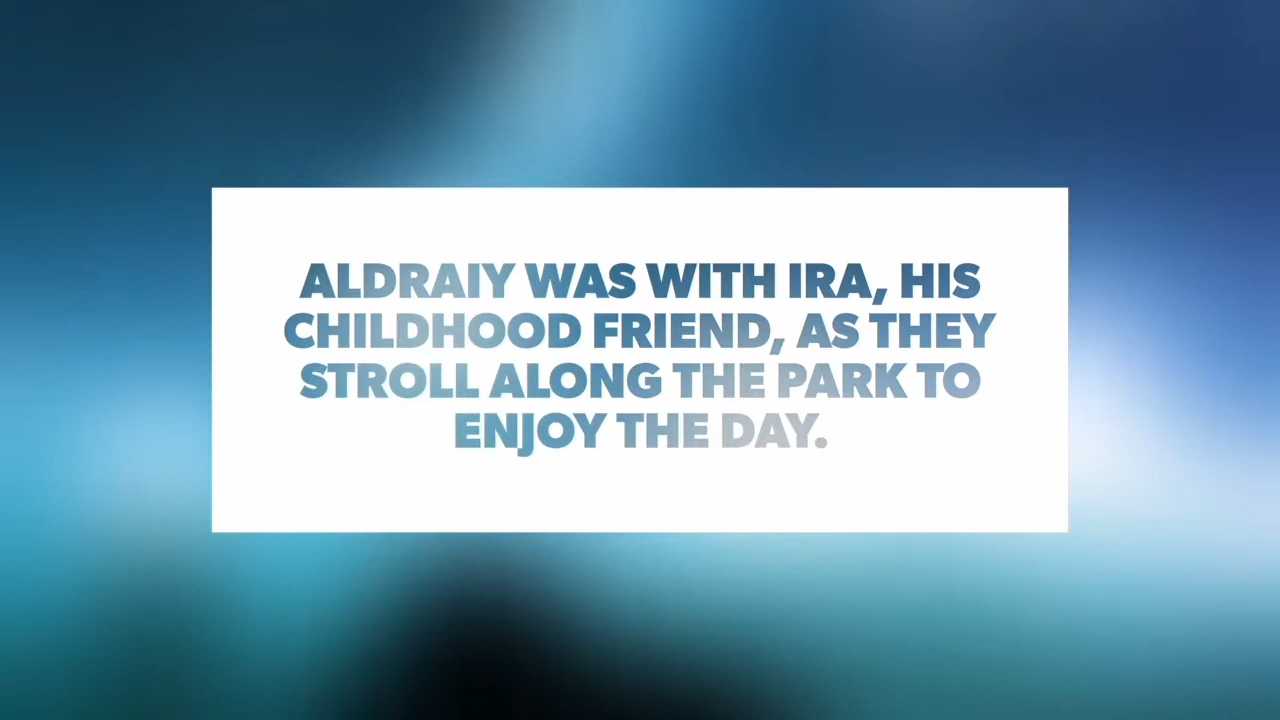 ALDRAIY WAS WITH IRA, HIS
CHILDHOOD FRIEND, AS THEY
STROLL ALONG THE PARK TO
ENJOY THE DAY.